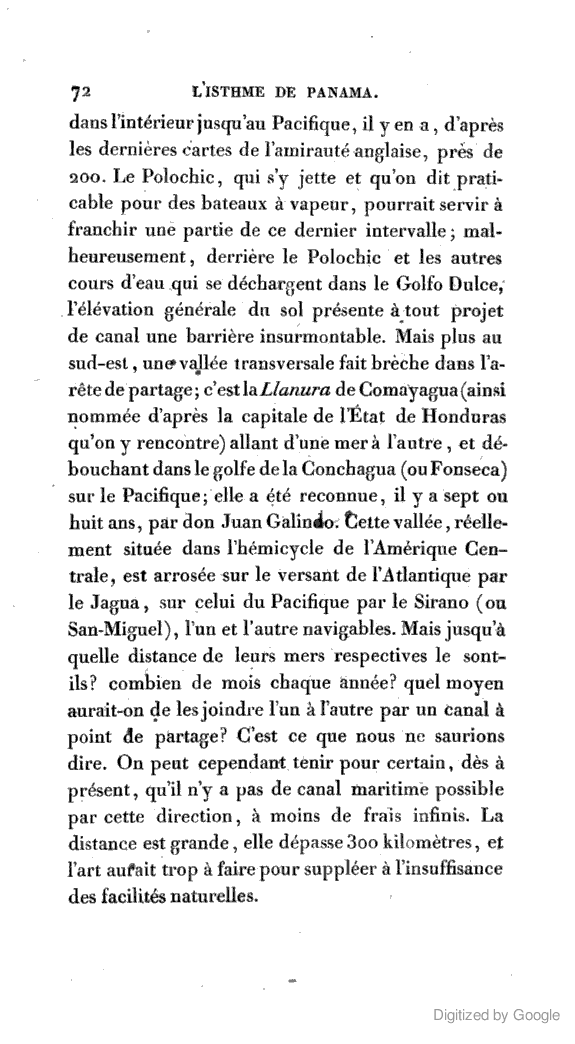 72 L'ISTHME DE PANAMA.
dans l'intérieur jusqu'au Pacifique, il y en a, d'après
les dernières cartes de l'amirauté anglaise, près de
200. Le Polochic, qui s'y jette et qu'on dit prati-
cable pour des bateaux à vapeur, pourrait servir à
franchir une partie de ce dernier intervalle; mal-
heureusement, derrière le Polochic et les autres
cours d'eau qui se déchargent dans le Golfo Dulce,
l'élévation générale du sol présente à tout projet
de canal une barrière insurmontable. Mais plus au
sud-est, une vallée transversale fait brèche dans l'a-
rête de partage; c'est la Llanura de Comayagua (ainsi
nommée d'après la capitale de l'État de Honduras
qu'on y rencontre) allant d'une mer à l'autre, et dé-
bouchant dans le golfe de la Conchagua (ou Fonseca)
sur le Pacifique; elle a été reconnue, il y a sept ou
huit ans, par don Juan Galindo. Cette vallée, réelle-
ment située dans l'hémicycle de l'Amérique Cen-
trale, est arrosée sur le versant de l'Atlantique par
le Jagua, sur celui du Pacifique par le Sirano (ou
San-Miguel), l'un et l'autre navigables. Mais jusqu'à
quelle distance de leurs mers respectives le sont-
ils? combien de mois chaque année? quel moyen
aurait-on de les joindre l'un à l'autre par un canal à
point de partage? C'est ce que nous ne saurions
dire. On peut cependant tenir pour certain, dès à
présent, qu'il n'y a pas de canal maritime possible
par cette direction, à moins de frais infinis. La
distance est grande, elle dépasse 300 kilomètres, et
l'art aurait trop à faire pour suppléer à l'insuffisance
des facilités naturelles.
Digitized by Google